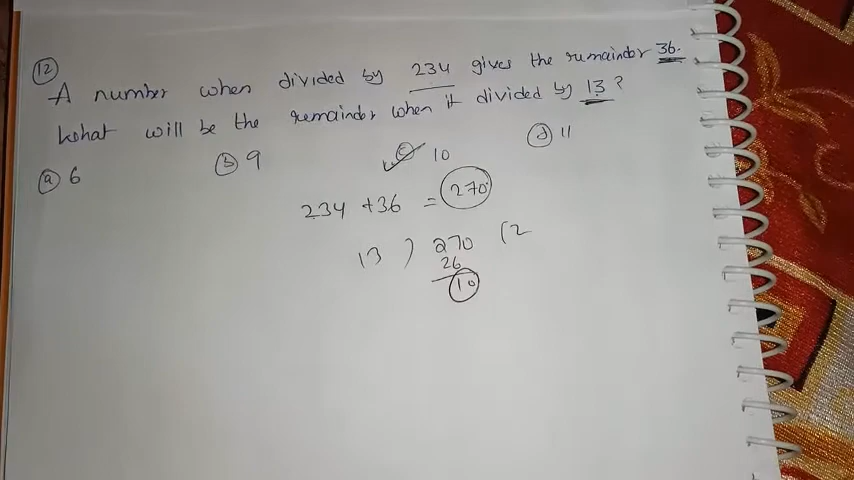 12
A number when divided by 234 gives the remainder 36.
What will be the remainder when it divided by 13?
a 6 b 9 c 10 d 11
234 + 36 = 270
13 ) 270 ( 2
26
10